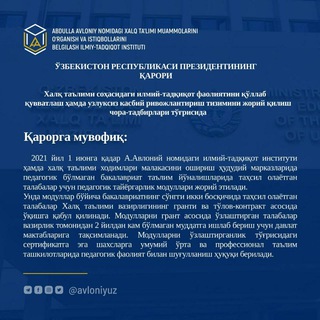 ABDULLA AVLONIY NOMIDAGI XALQ TA'LIMI MUAMMOLARINI
O'RGANISH VA ISTIQBOLLARINI
BELGILASH ILMIY-TADQIQOT INSTITUTI
ЎЗБЕКИСТОН РЕСПУБЛИКАСИ ПРЕЗИДЕНТИНИНГ
ҚАРОРИ
Халқ таълими соҳасидаги илмий-тадқиқот фаолиятини қўллаб
қувватлаш ҳамда узлуксиз касбий ривожлантириш тизимини жорий қилиш
чора-тадбирлари тўғрисида
Қарорга мувофиқ:
2021 йил 1 июнга қадар А.Авлоний номидаги илмий-тадқиқот институти
ҳамда халқ таълими ходимлари малакасини ошириш ҳудудий марказларида
педагогик бўлмаган бакалавриат таълим йўналишларида таҳсил олаётган
талабалар учун педагогик тайёргарлик модуллари жорий этилади.
Унда модуллар бўйича бакалавриатнинг сўнгги икки босқичида таҳсил олаётган
талабалар Халқ таълими вазирлигининг гранти ва тўлов-контракт асосида
ўқишга қабул қилинади. Модулларни грант асосида ўзлаштирган талабалар
вазирлик томонидан 2 йилдан кам бўлмаган муддатга ишлаб бериш учун давлат
мактабларига тақсимланади. Модулларни ўзлаштирганлик тўғрисидаги
сертификатга эга шахсларга умумий ўрта ва профессионал таълим
ташкилотларида педагогик фаолият билан шуғулланиш ҳуқуқи берилади.
@avloniyuz